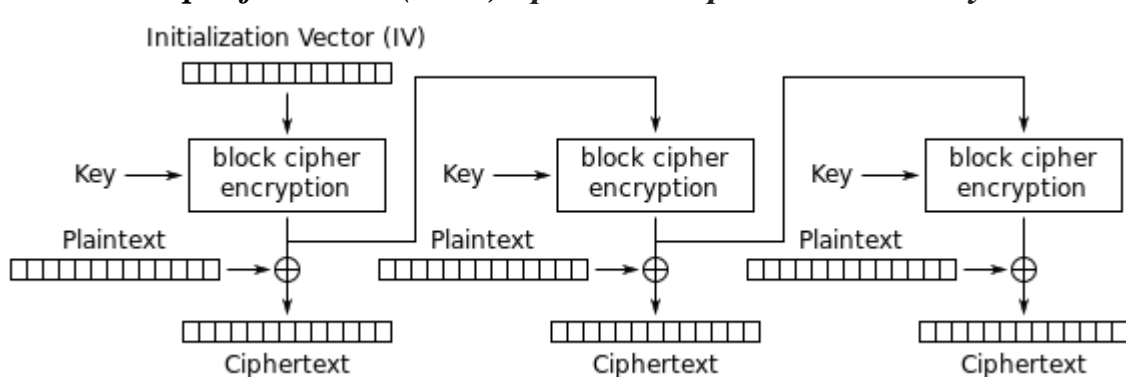 Initialization Vector (IV)
block cipher
encryption
block cipher
encryption
block cipher
encryption
Key
Key
Key
Plaintext
Plaintext
Plaintext
Ciphertext
Ciphertext
Ciphertext